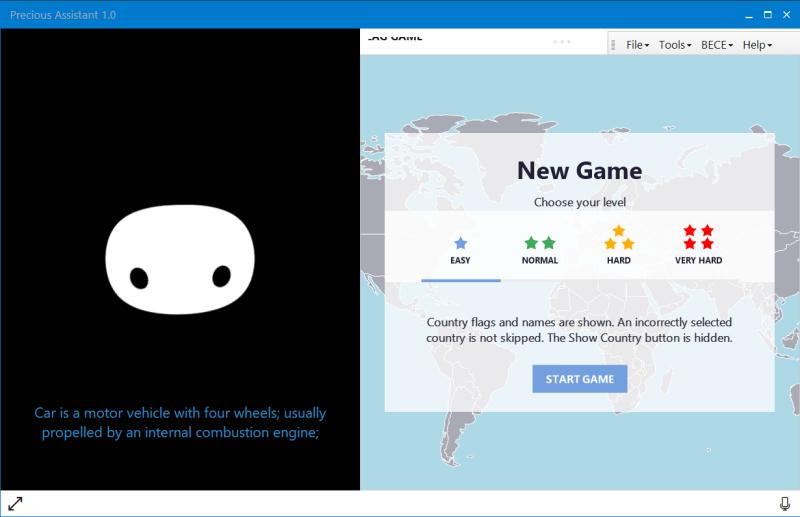 Precious Assistant 1.0
GAME
File Tools BECE Help
New Game
Choose your level
EASY NORMAL HARD VERY HARD
Country flags and names are shown. An incorrectly selected
country is not skipped. The Show Country button is hidden.
START GAME
Car is a motor vehicle with four wheels; usually
propelled by an internal combustion engine;